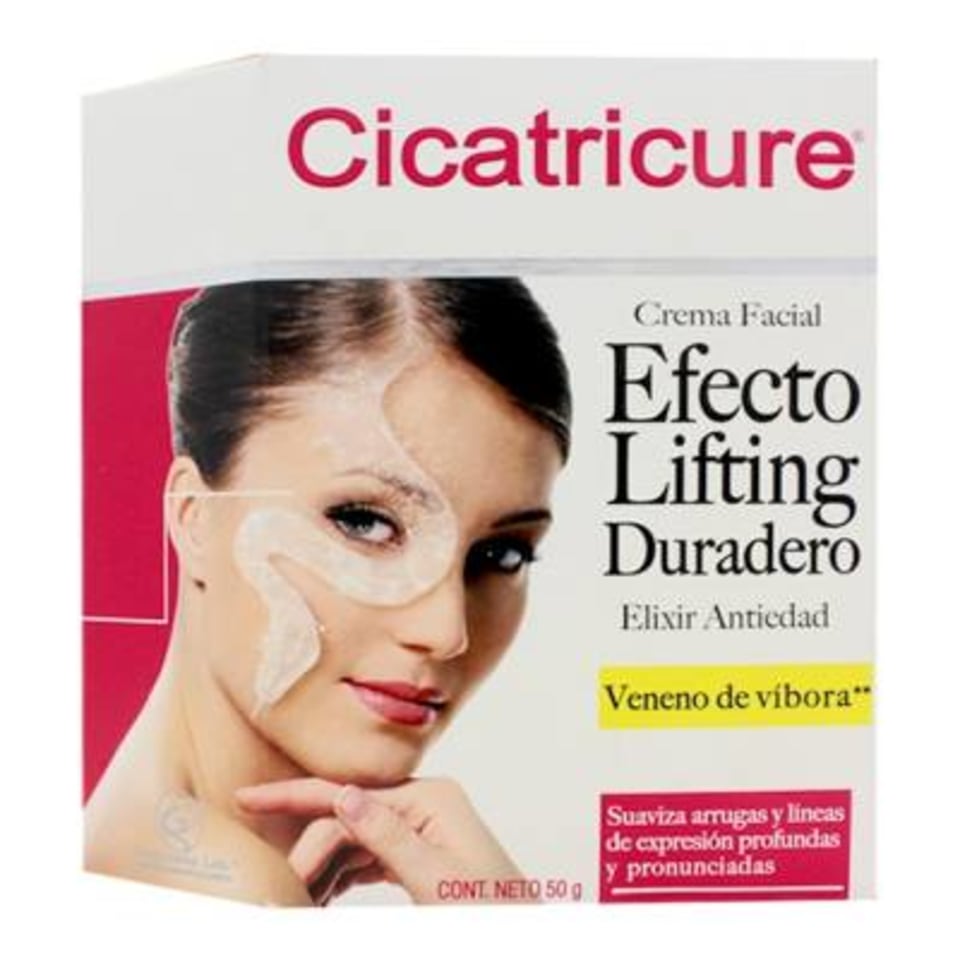 Cicatricure®
Crema Facial
Efecto
Lifting
Duradero
Elixir Antiedad
Veneno de víbora**
Suaviza arrugas y líneas
de expresión profundas
y pronunciadas
CONT. NETO 50 g